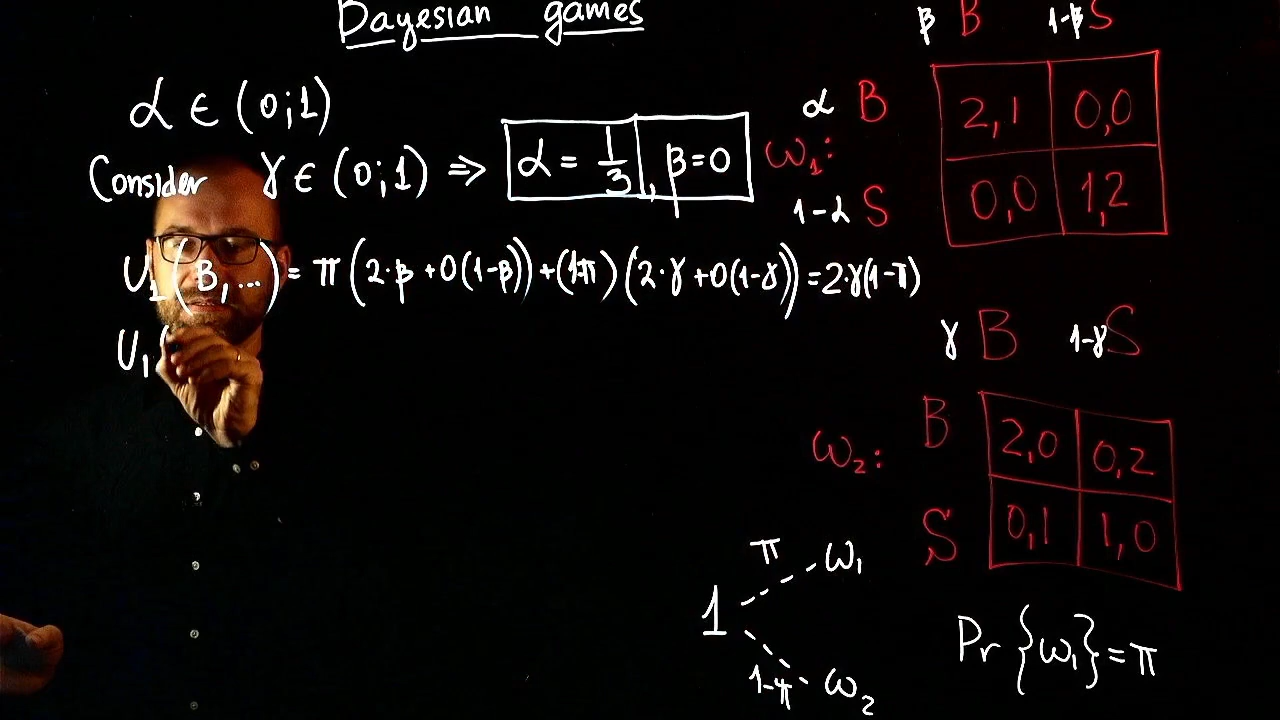 Bayesian games
α ∈ (0;1)
Consider γ ∈ (0;1) ⇒ α = 1/3, β=0
U₁(B,...) = π(2·β+0(1-β))+(1-π)(2·γ+0(1-γ))=2γ(1-π)
U₁(
β B 1-β S
α B 2,1 0,0
ω₁:
1-α S 0,0 1,2
γ B 1-γ S
B 2,0 0,2
ω₂:
S 0,1 1,0
π ω₁
1
1-π ω₂
Pr{ω₁}=π